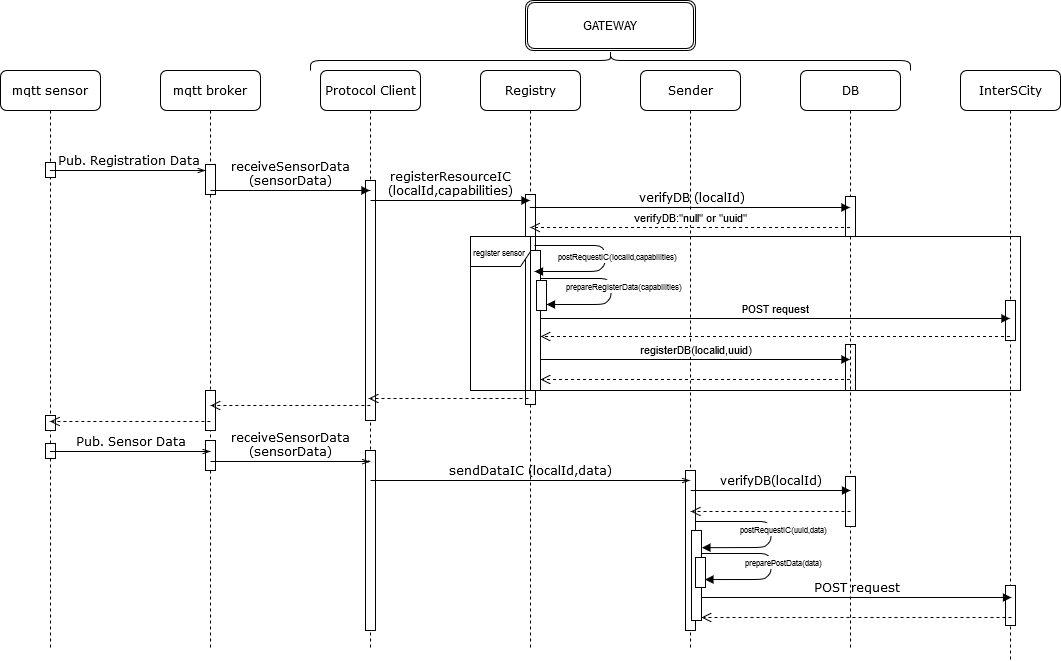 GATEWAY
mqtt sensor
mqtt broker
Protocol Client
Registry
Sender
DB
InterSCity
Pub. Registration Data
receiveSensorData
(sensorData)
registerResourceIC
(localId,capabilities)
verifyDB (localId)
verifyDB:"null" or "uuid"
register sensor
postRequestIC(localid,capabilities)
prepareRegisterData(capabilities)
POST request
registerDB(localid,uuid)
Pub. Sensor Data
receiveSensorData
(sensorData)
sendDataIC (localId,data)
verifyDB(localId)
postRequestIC(uuid,data)
preparePostData(data)
POST request